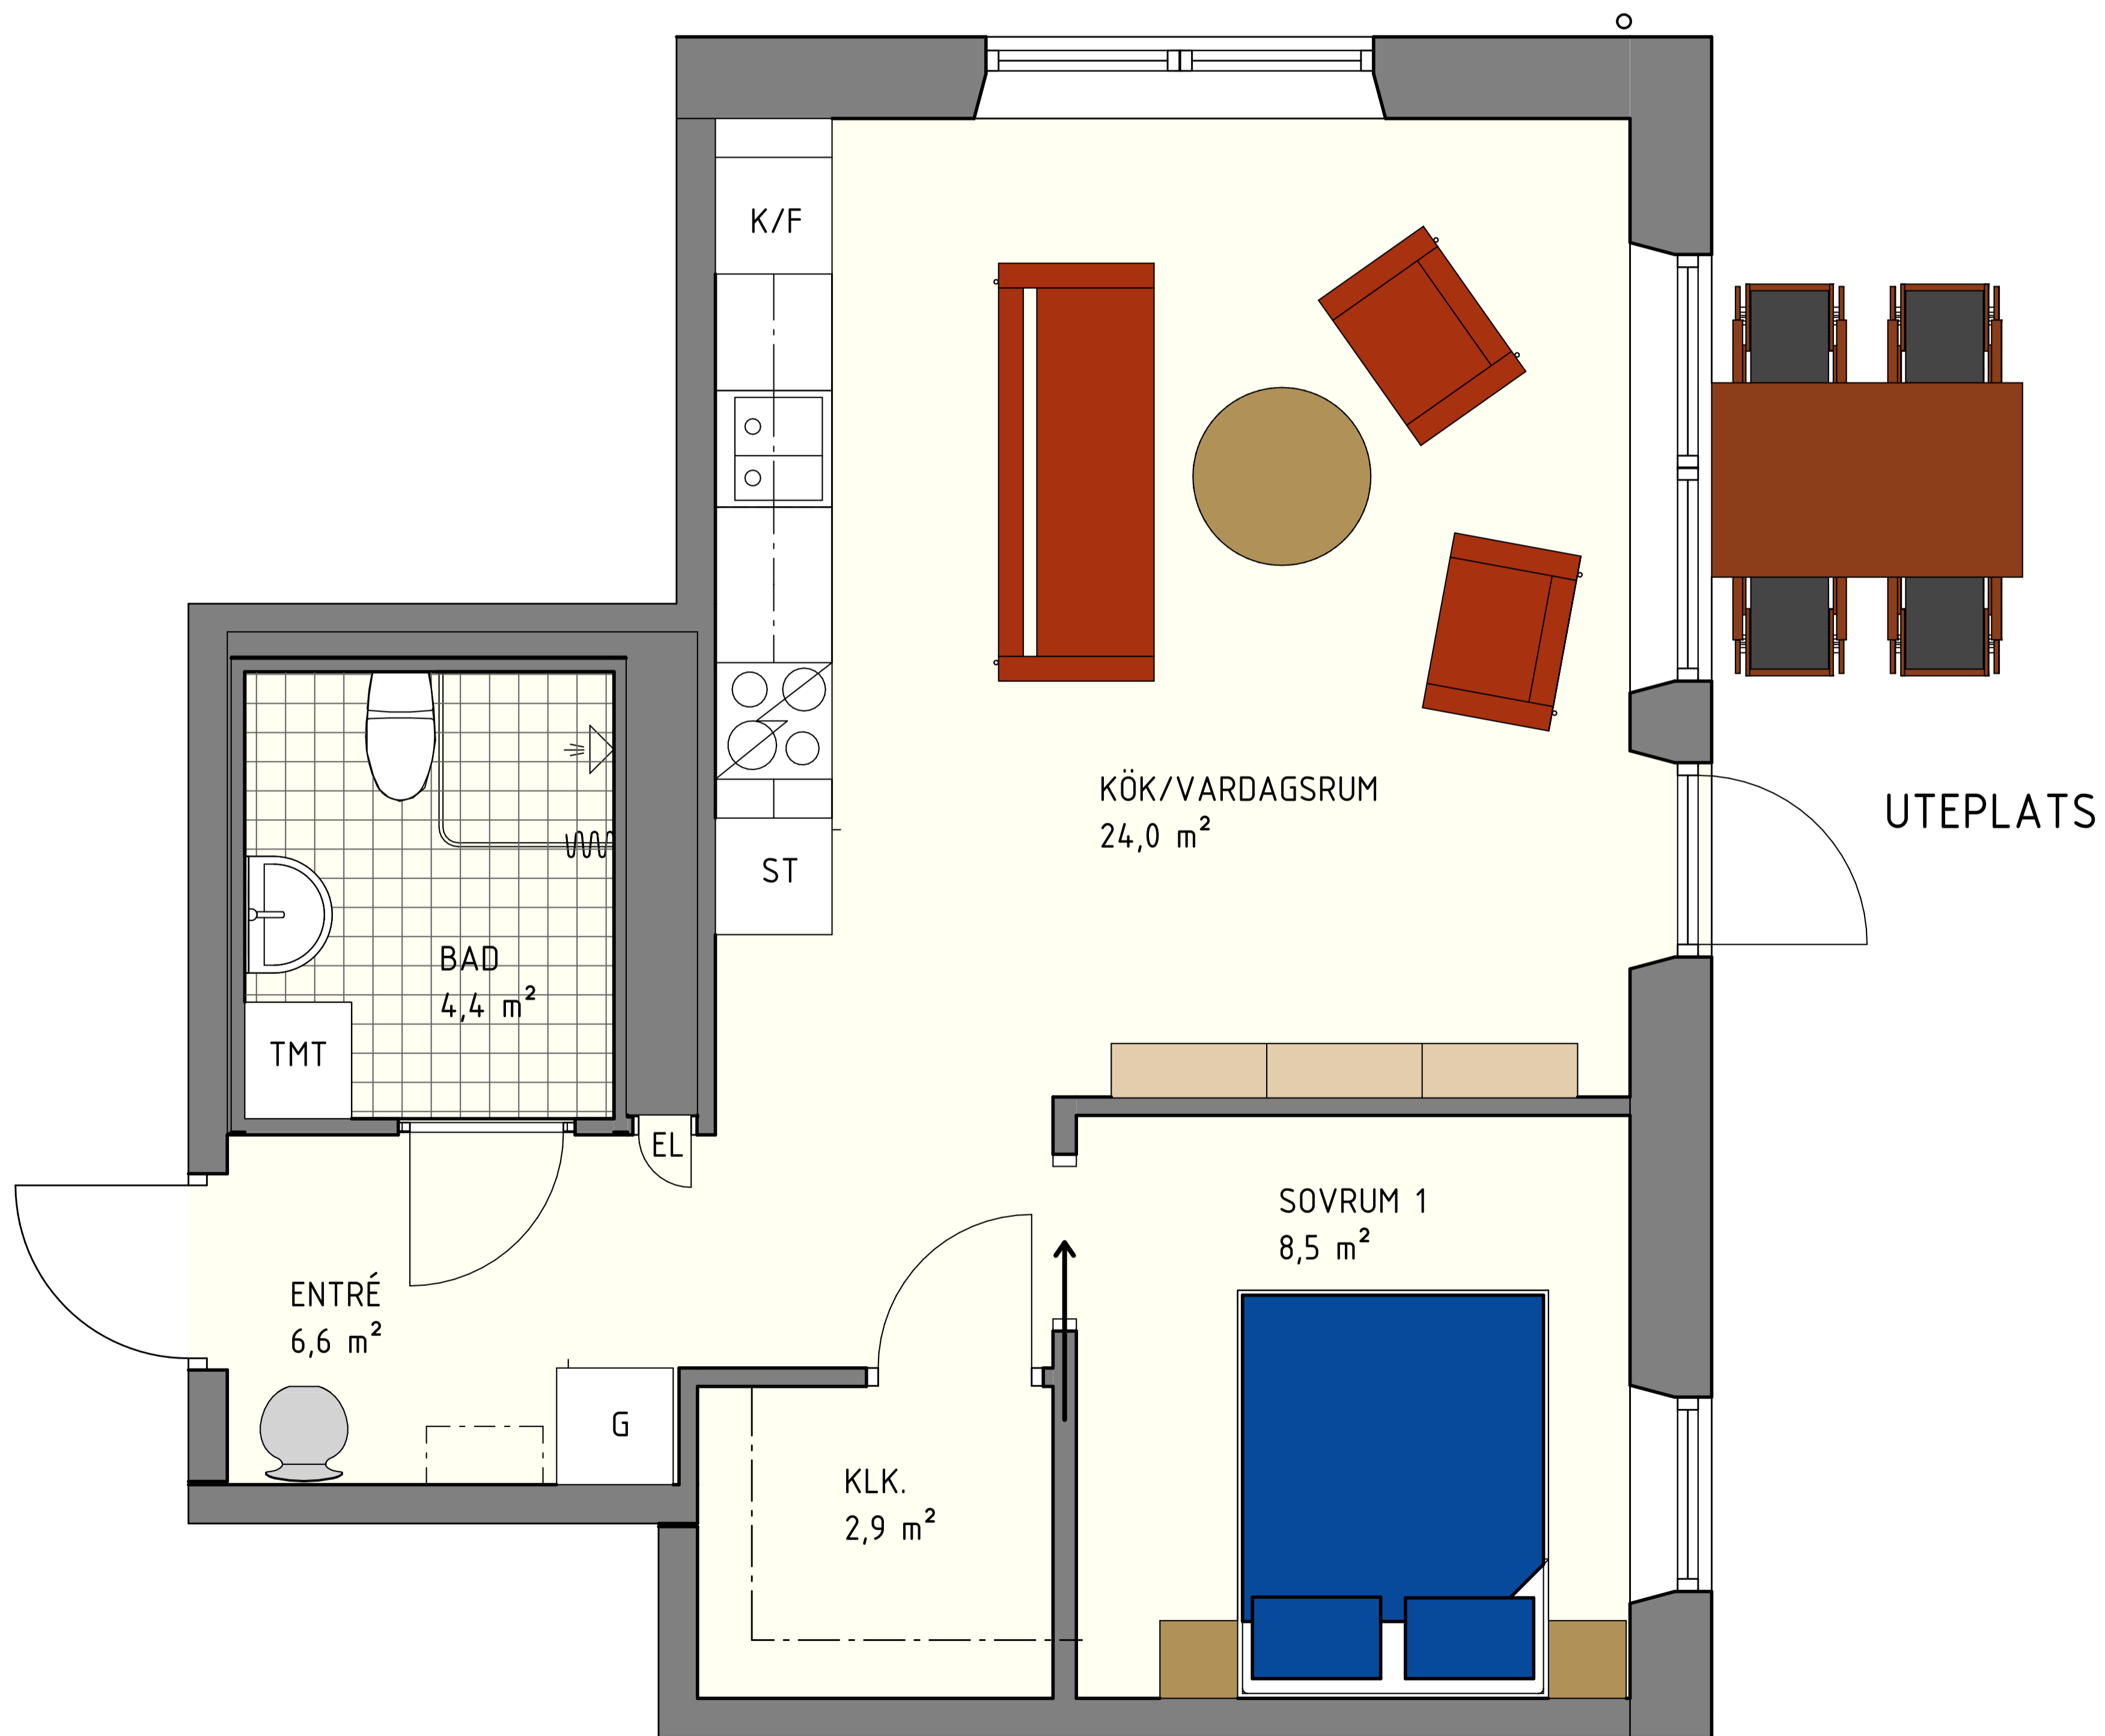 K/F
KÖK/VARDAGSRUM
24,0 m²
UTEPLATS
ST
BAD
4,4 m²
TMT
EL
SOVRUM 1
8,5 m²
ENTRÉ
6,6 m²
G
KLK.
2,9 m²